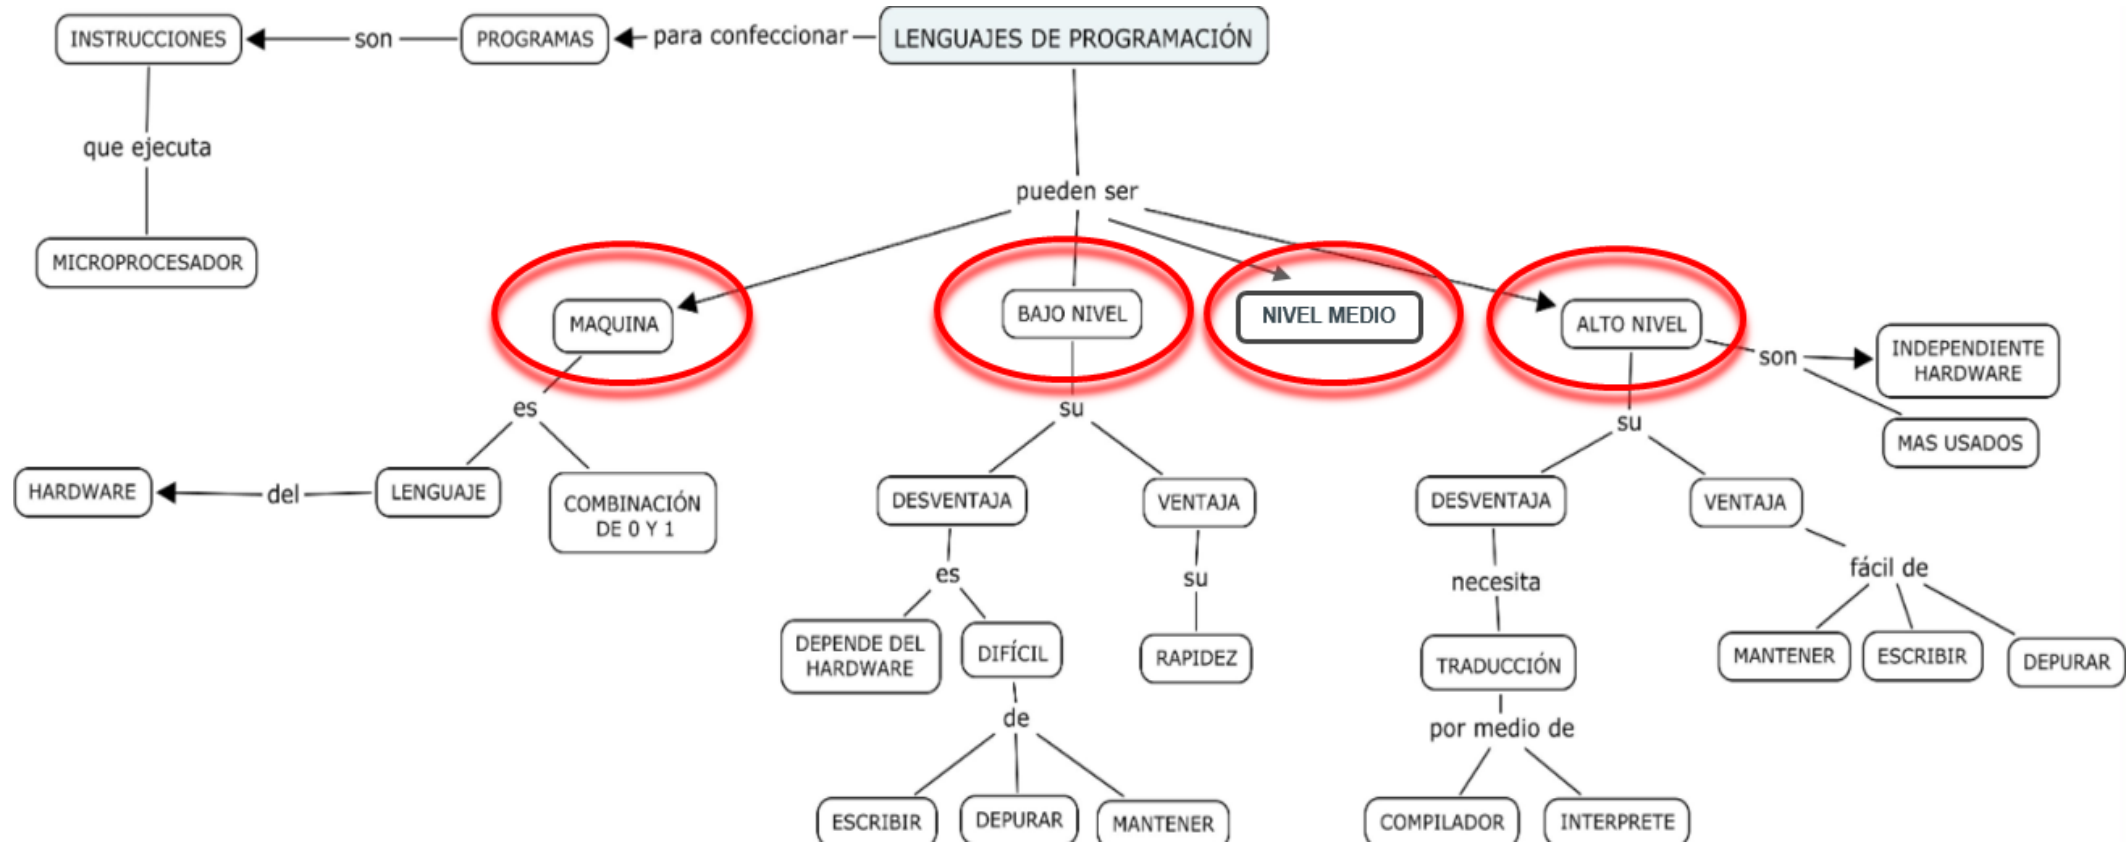 INSTRUCCIONES
son
PROGRAMAS
para confeccionar
LENGUAJES DE PROGRAMACIÓN
que ejecuta
MICROPROCESADOR
pueden ser
MAQUINA
BAJO NIVEL
NIVEL MEDIO
ALTO NIVEL
son
INDEPENDIENTE
HARDWARE
MAS USADOS
es
HARDWARE
del
LENGUAJE
COMBINACIÓN
DE 0 Y 1
su
DESVENTAJA
VENTAJA
es
su
DEPENDE DEL
HARDWARE
DIFÍCIL
RAPIDEZ
de
ESCRIBIR
DEPURAR
MANTENER
su
DESVENTAJA
VENTAJA
necesita
fácil de
TRADUCCIÓN
MANTENER
ESCRIBIR
DEPURAR
por medio de
COMPILADOR
INTERPRETE